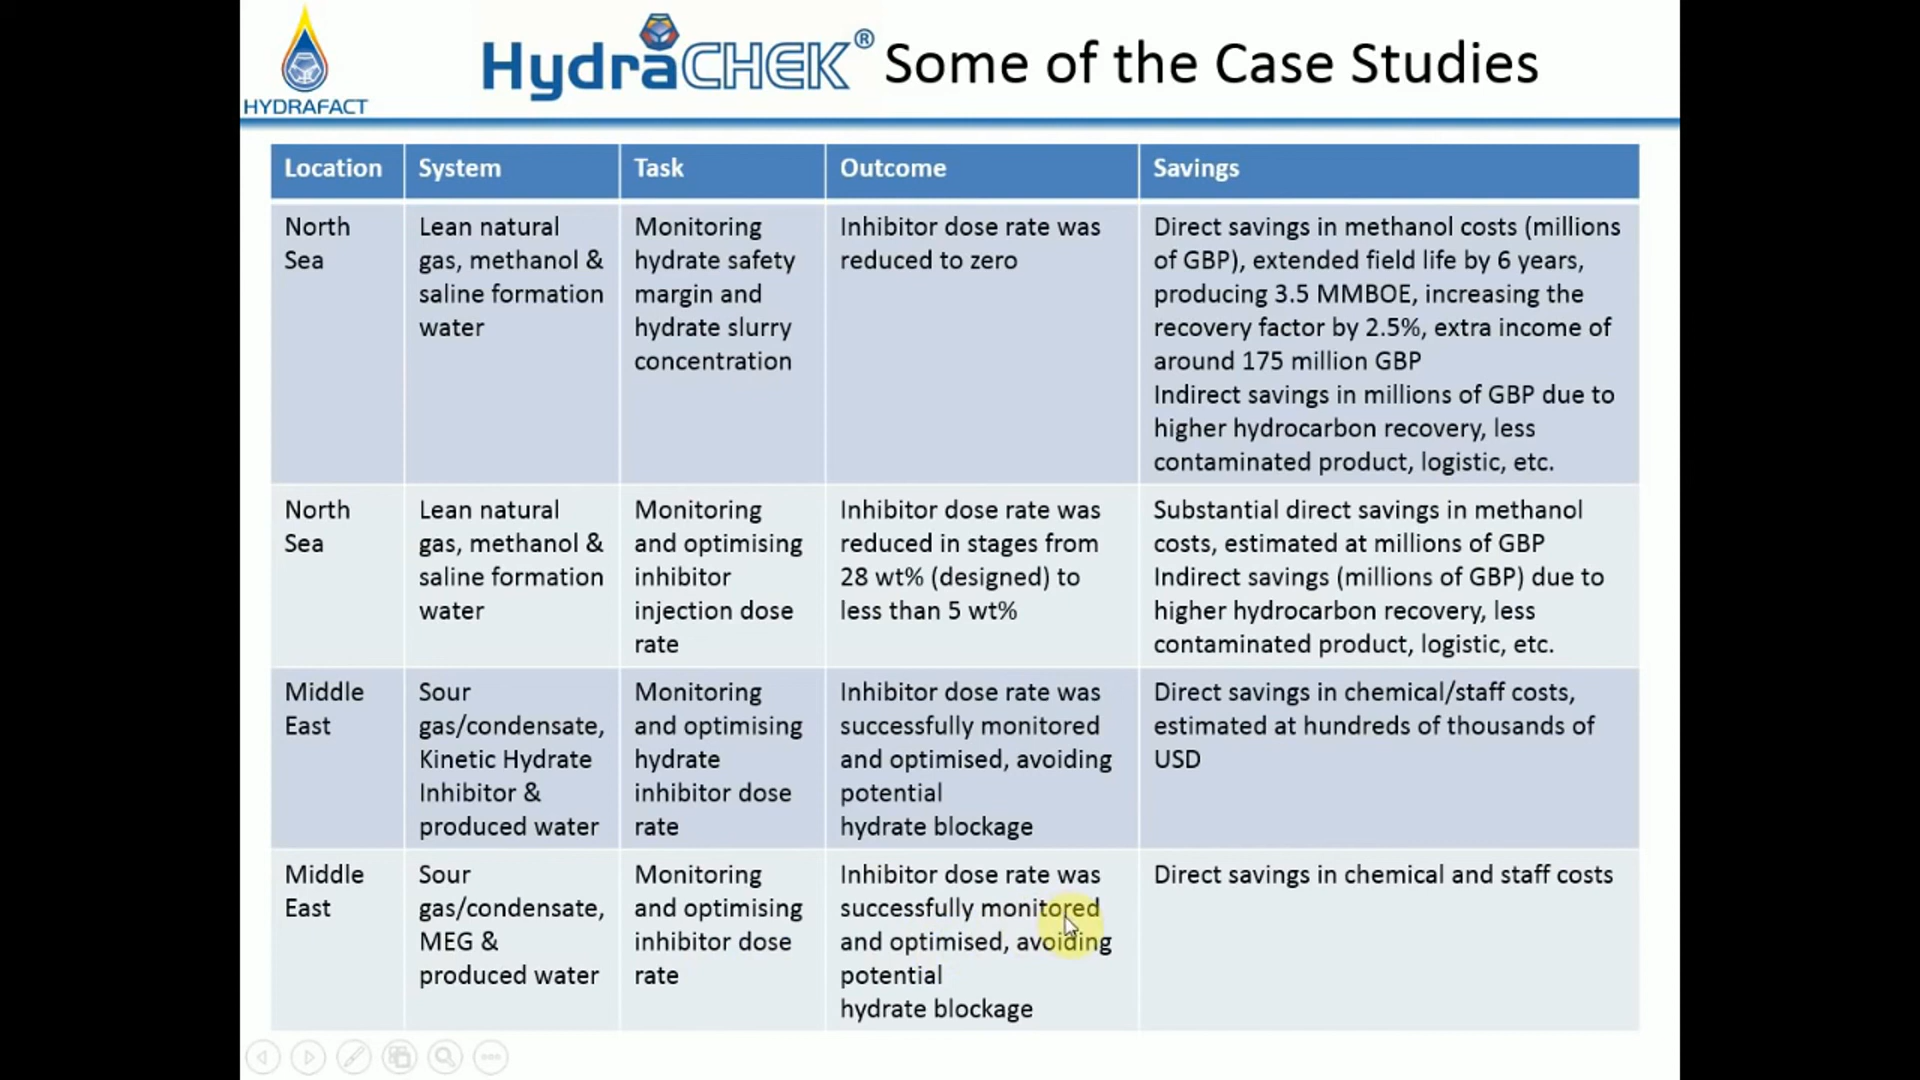 HYDRAFACT
HydraCHEK® Some of the Case Studies
Location System Task Outcome Savings
North
Sea
Lean natural
gas, methanol &
saline formation
water
Monitoring
hydrate safety
margin and
hydrate slurry
concentration
Inhibitor dose rate was
reduced to zero
Direct savings in methanol costs (millions
of GBP), extended field life by 6 years,
producing 3.5 MMBOE, increasing the
recovery factor by 2.5%, extra income of
around 175 million GBP
Indirect savings in millions of GBP due to
higher hydrocarbon recovery, less
contaminated product, logistic, etc.
North
Sea
Lean natural
gas, methanol &
saline formation
water
Monitoring
and optimising
inhibitor
injection dose
rate
Inhibitor dose rate was
reduced in stages from
28 wt% (designed) to
less than 5 wt%
Substantial direct savings in methanol
costs, estimated at millions of GBP
Indirect savings (millions of GBP) due to
higher hydrocarbon recovery, less
contaminated product, logistic, etc.
Middle
East
Sour
gas/condensate,
Kinetic Hydrate
Inhibitor &
produced water
Monitoring
and optimising
hydrate
inhibitor dose
rate
Inhibitor dose rate was
successfully monitored
and optimised, avoiding
potential
hydrate blockage
Direct savings in chemical/staff costs,
estimated at hundreds of thousands of
USD
Middle
East
Sour
gas/condensate,
MEG &
produced water
Monitoring
and optimising
inhibitor dose
rate
Inhibitor dose rate was
successfully monitored
and optimised, avoiding
potential
hydrate blockage
Direct savings in chemical and staff costs